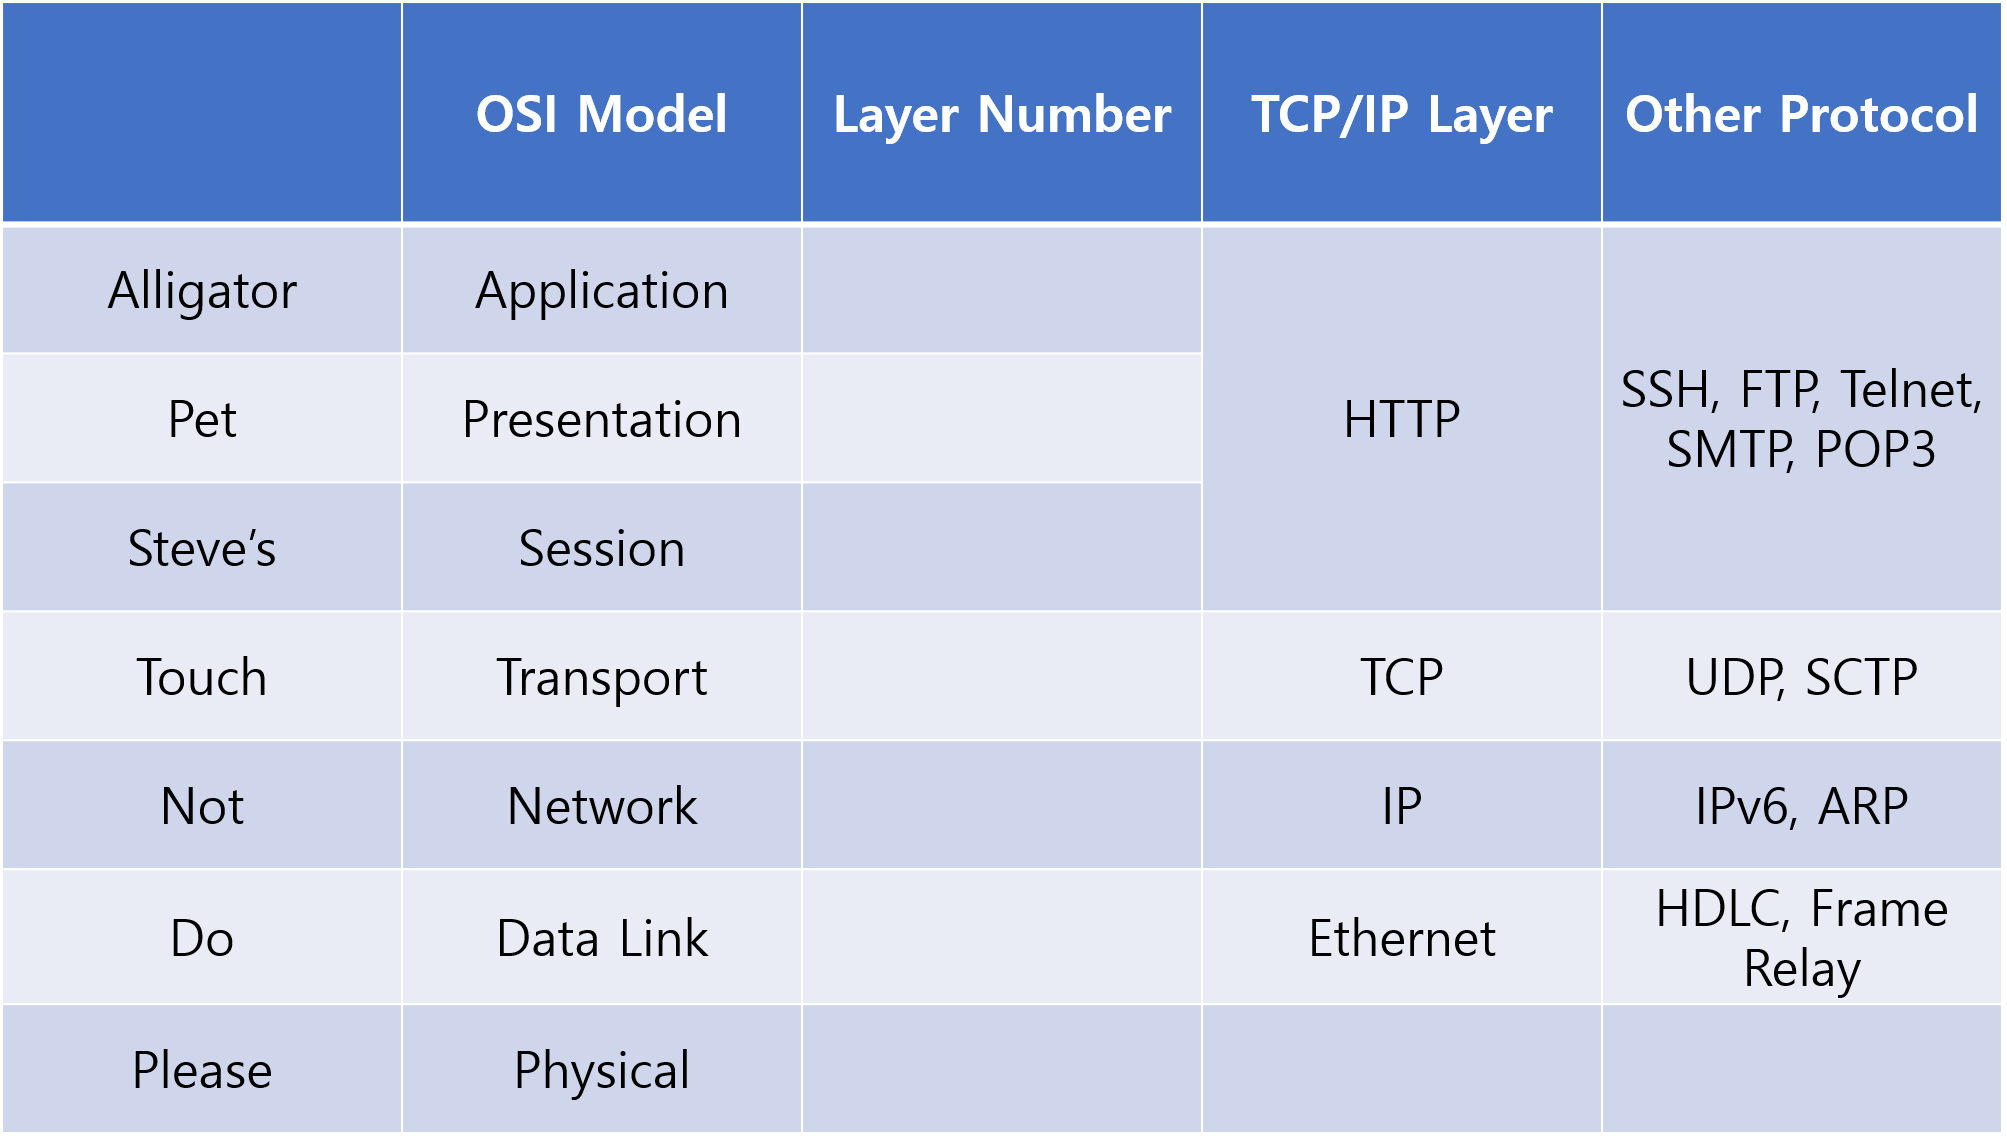 OSI Model Layer Number TCP/IP Layer Other Protocol
Alligator Application
Pet Presentation HTTP SSH, FTP, Telnet,
SMTP, POP3
Steve’s Session
Touch Transport TCP UDP, SCTP
Not Network IP IPv6, ARP
Do Data Link Ethernet HDLC, Frame
Relay
Please Physical